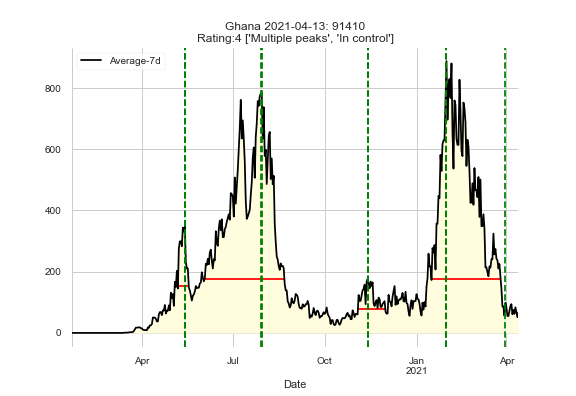 Ghana 2021-04-13: 91410
Rating:4 ['Multiple peaks', 'In control']
Average-7d
800
600
400
200
0
Apr
Jul
Oct
Jan
2021
Apr
Date